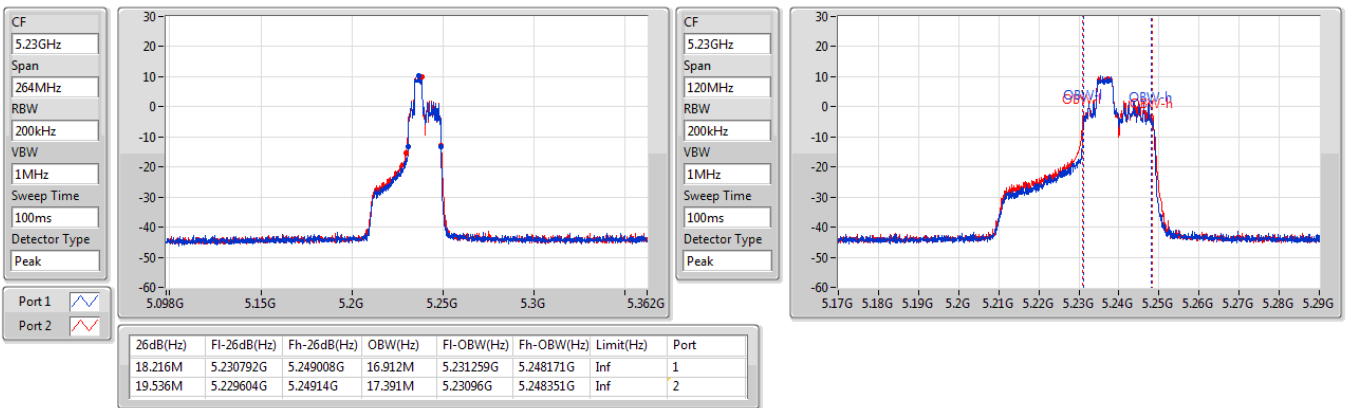 CF
5.23GHz
Span
264MHz
RBW
200kHz
VBW
1MHz
Sweep Time
100ms
Detector Type
Peak
Port 1
Port 2
30
20
10
0
-10
-20
-30
-40
-50
-60
5.098G 5.15G 5.2G 5.25G 5.3G 5.362G
CF
5.23GHz
Span
120MHz
RBW
200kHz
VBW
1MHz
Sweep Time
100ms
Detector Type
Peak
30
20
10
0
-10
-20
-30
-40
-50
-60
OBW-h
OBW-h
5.17G 5.18G 5.19G 5.2G 5.21G 5.22G 5.23G 5.24G 5.25G 5.26G 5.27G 5.28G 5.29G
26dB(Hz) Fl-26dB(Hz) Fh-26dB(Hz) OBW(Hz) Fl-OBW(Hz) Fh-OBW(Hz) Limit(Hz) Port
18.216M 5.230792G 5.249008G 16.912M 5.231259G 5.248171G Inf 1
19.536M 5.229604G 5.24914G 17.391M 5.23096G 5.248351G Inf 2